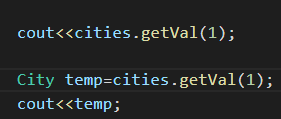 cout<<cities.getVal(1);
City temp=cities.getVal(1);
cout<<temp;